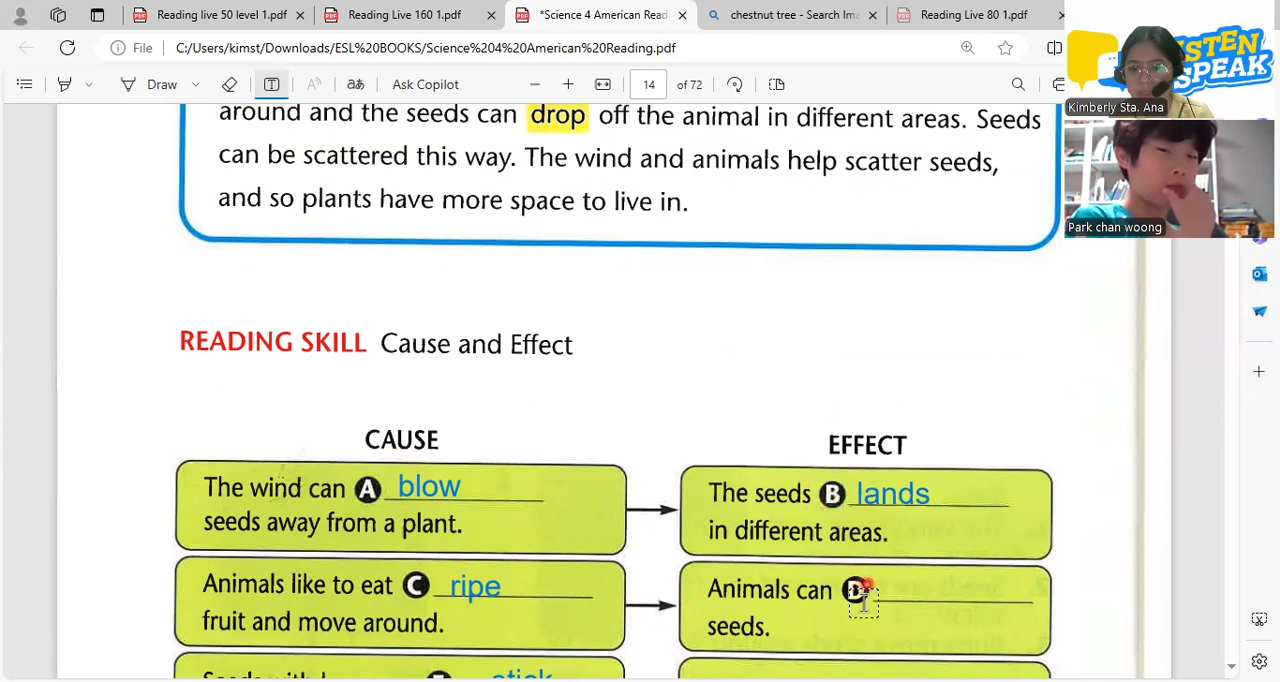 Reading live 50 level 1.pdf
Reading Live 160 1.pdf
*Science 4 American Read
chestnut tree - Search Ima
Reading Live 80 1.pdf
File
C:/Users/kimst/Downloads/ESL%20BOOKS/Science%204%20American%20Reading.pdf
Draw
aあ
Ask Copilot
14
of 72
around and the seeds can drop off the animal in different areas. Seeds
can be scattered this way. The wind and animals help scatter seeds,
and so plants have more space to live in.
READING SKILL Cause and Effect
CAUSE
EFFECT
The wind can A blow
seeds away from a plant.
The seeds B lands
in different areas.
Animals like to eat C ripe
fruit and move around.
Animals can D
seeds.
stick
ISTEN
SPEAK
Kimberly Sta. Ana
Park chan woong